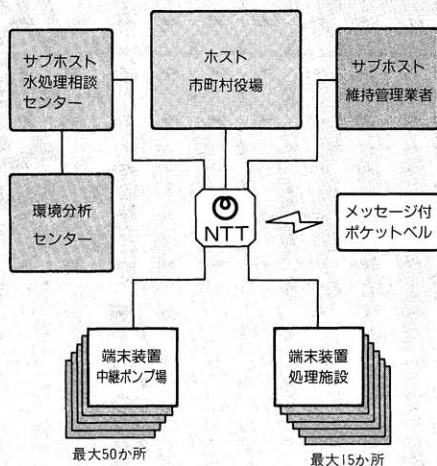 サブホスト
水処理相談
センター
ホスト
市町村役場
サブホスト
維持管理業者
環境分析
センター
NTT
メッセージ付
ポケットベル
端末装置
中継ポンプ場
端末装置
処理施設
最大50か所
最大15か所